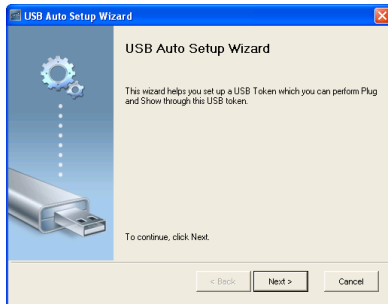 USB Auto Setup Wizard
USB Auto Setup Wizard
This wizard helps you set up a USB Token which you can perform Plug
and Show through this USB token.
To continue, click Next.
< Back
Next >
Cancel